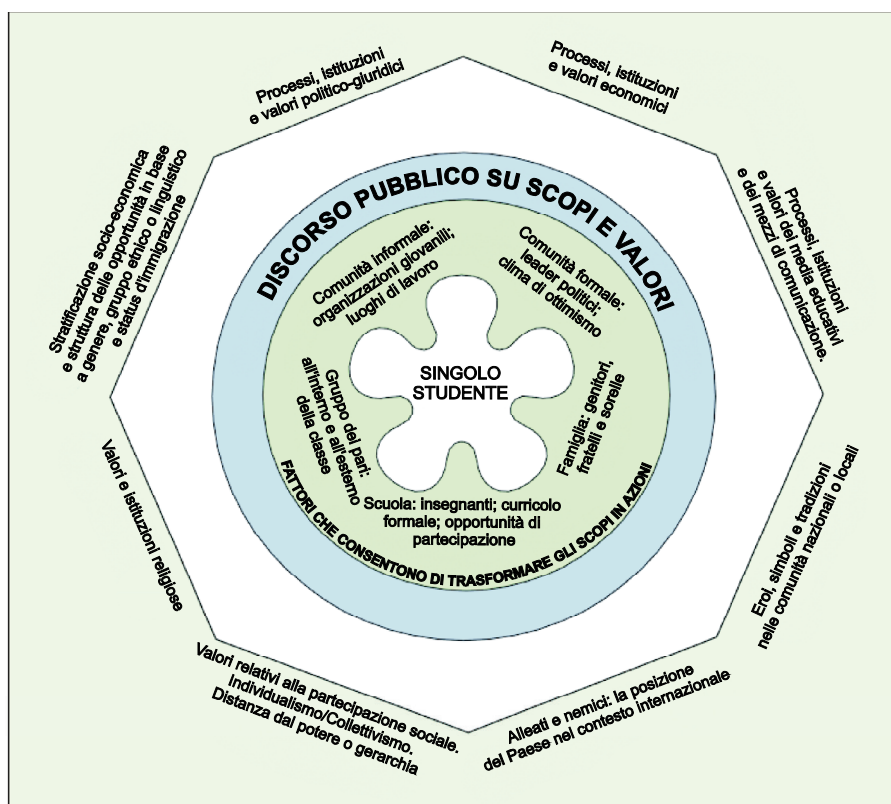 Processi, istituzioni
e valori politico-giuridici
Processi, istituzioni
e valori economici
Processi, istituzioni
e valori dei media educativi
e dei mezzi di comunicazione.
Eroi, simboli e tradizioni
nelle comunità nazionali o locali
Alleati e nemici: la posizione
del Paese nel contesto internazionale
Valori relativi alla partecipazione sociale.
Individualismo/Collettivismo.
Distanza dal potere o gerarchia
Valori e istituzioni religiose
Stratificazione socio-economica
e struttura delle opportunità in base
a genere, gruppo etnico o linguistico
e status d'immigrazione
DISCORSO PUBBLICO SU SCOPI E VALORI
Comunità informale:
organizzazioni giovanili;
luoghi di lavoro
Comunità formale:
leader politici;
clima di ottimismo
Famiglia: genitori,
fratelli e sorelle
Scuola: insegnanti; curricolo
formale; opportunità di
partecipazione
Gruppo dei pari:
all'interno e all'esterno
della classe
SINGOLO
STUDENTE
FATTORI CHE CONSENTONO DI TRASFORMARE GLI SCOPI IN AZIONI